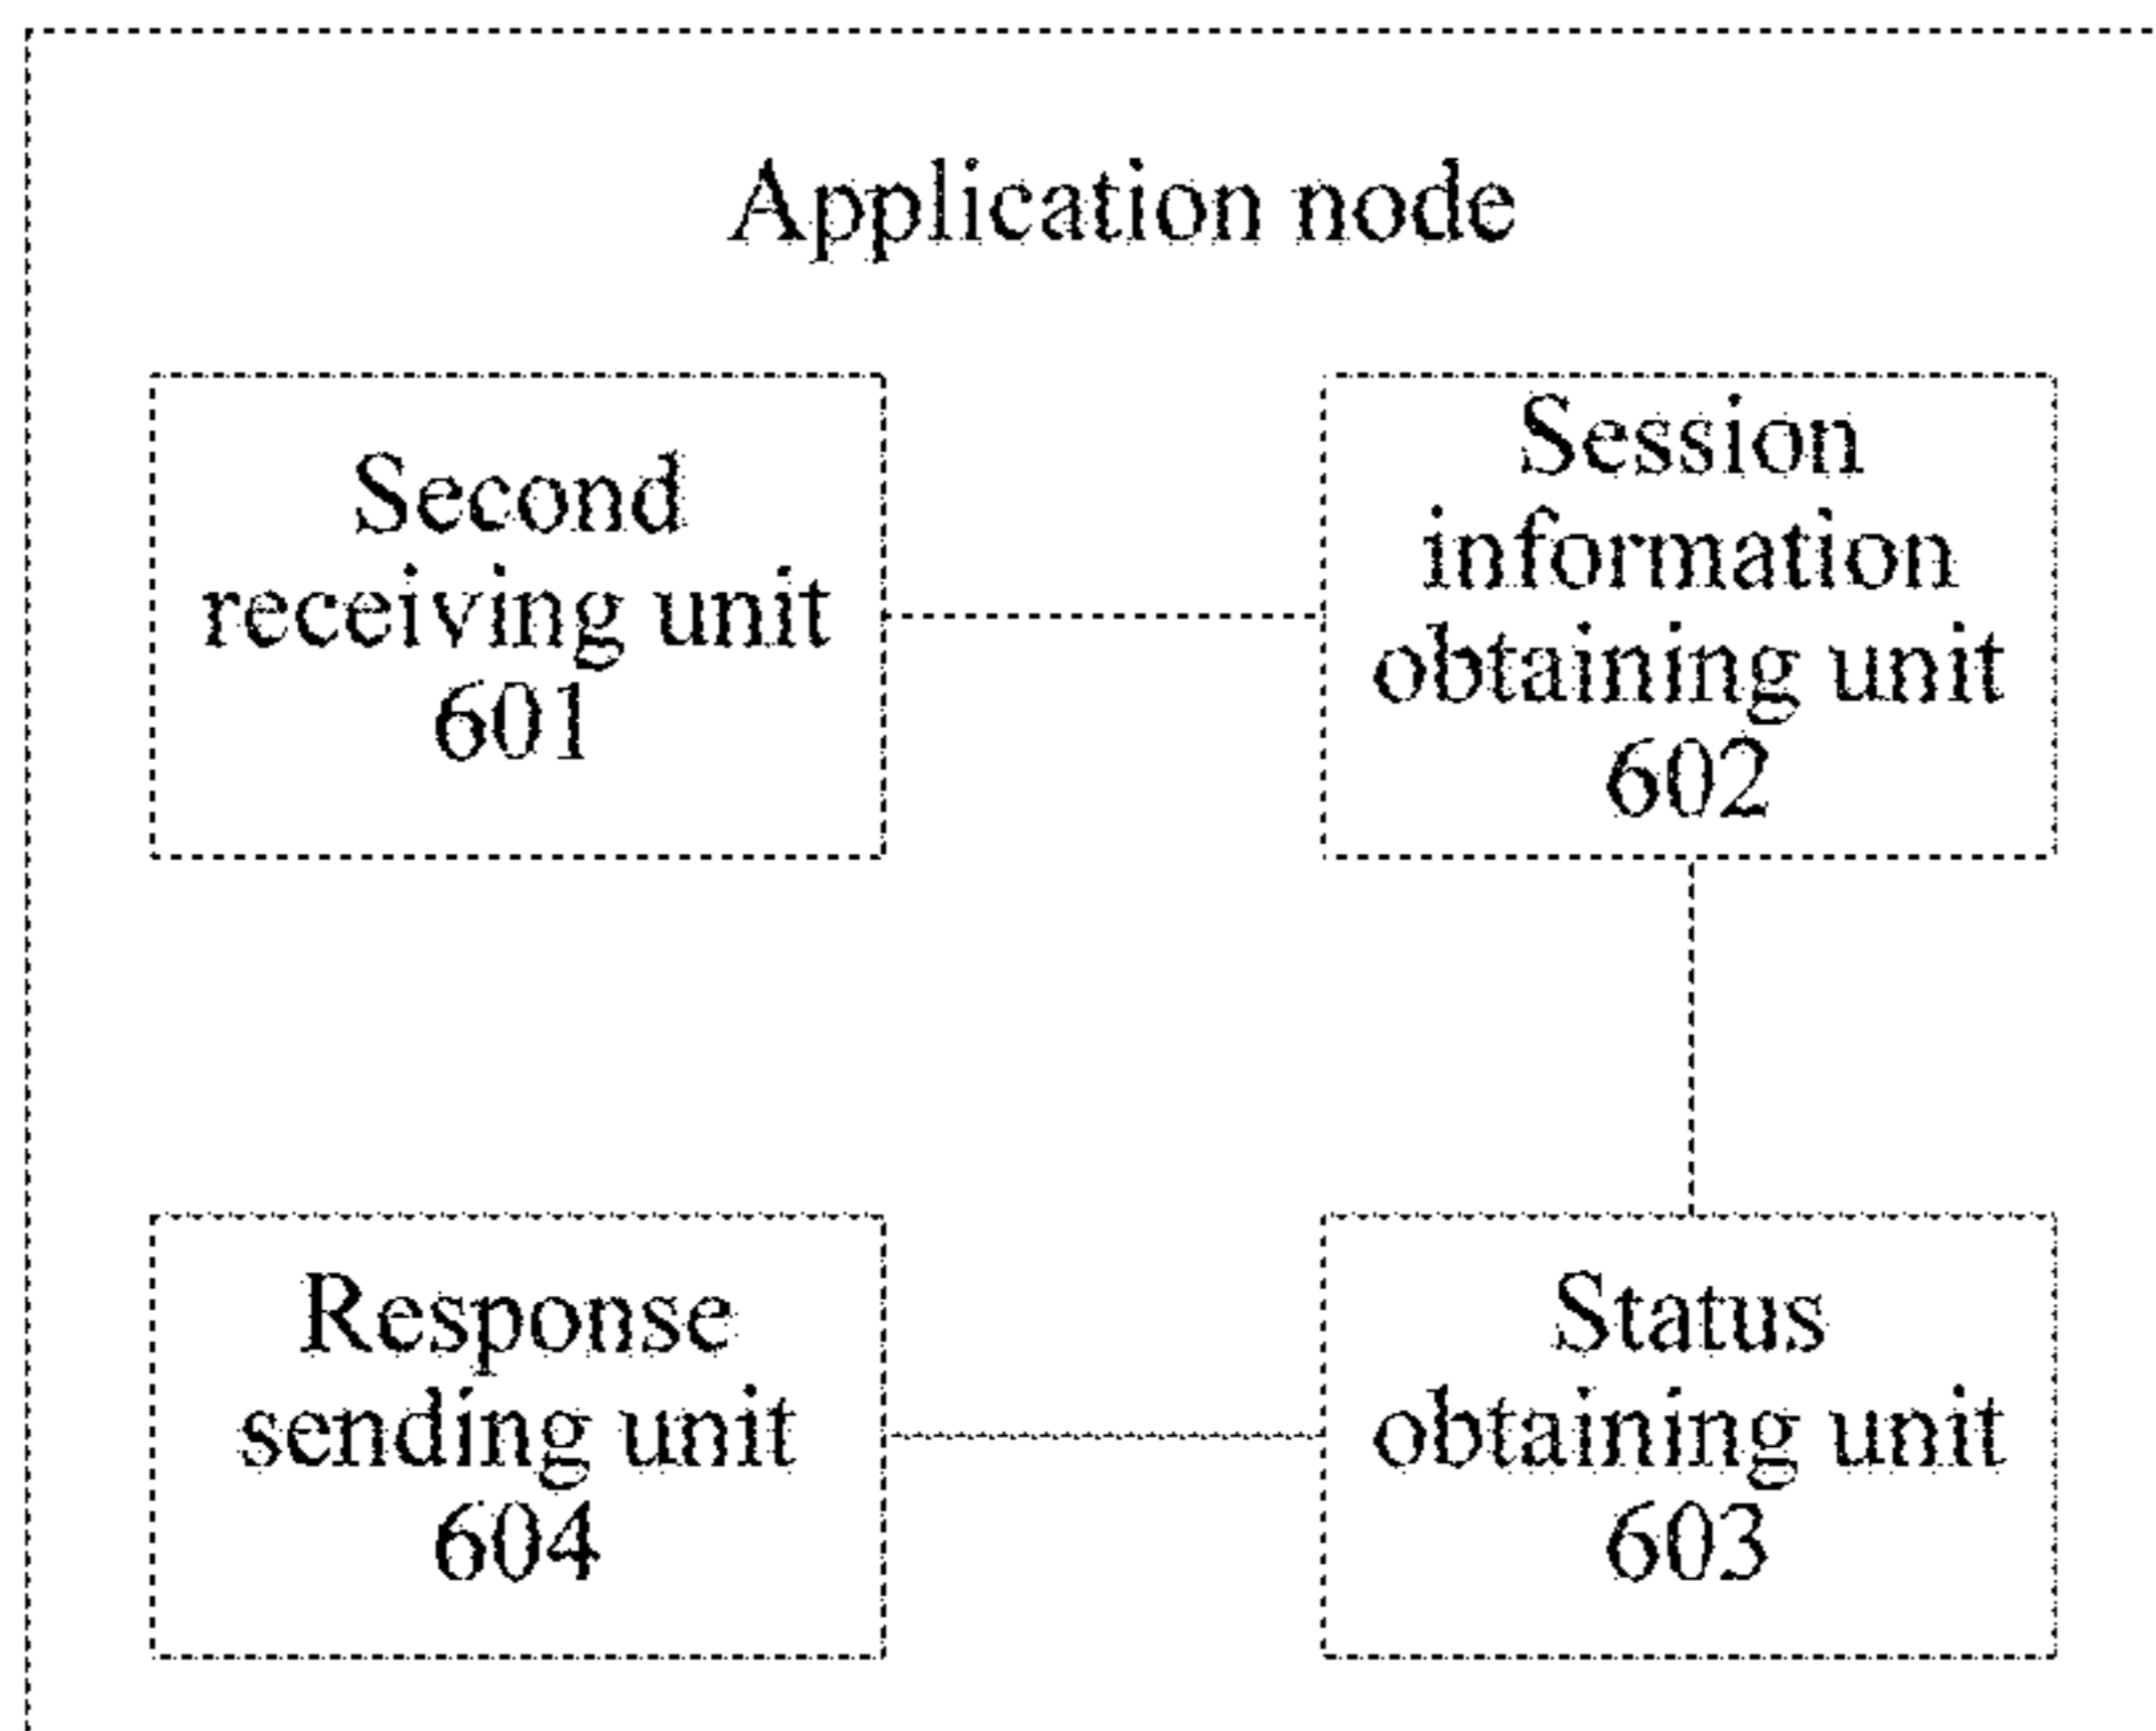 Application node
Second
receiving unit
601
Session
information
obtaining unit
602
Response
sending unit
604
Status
obtaining unit
603